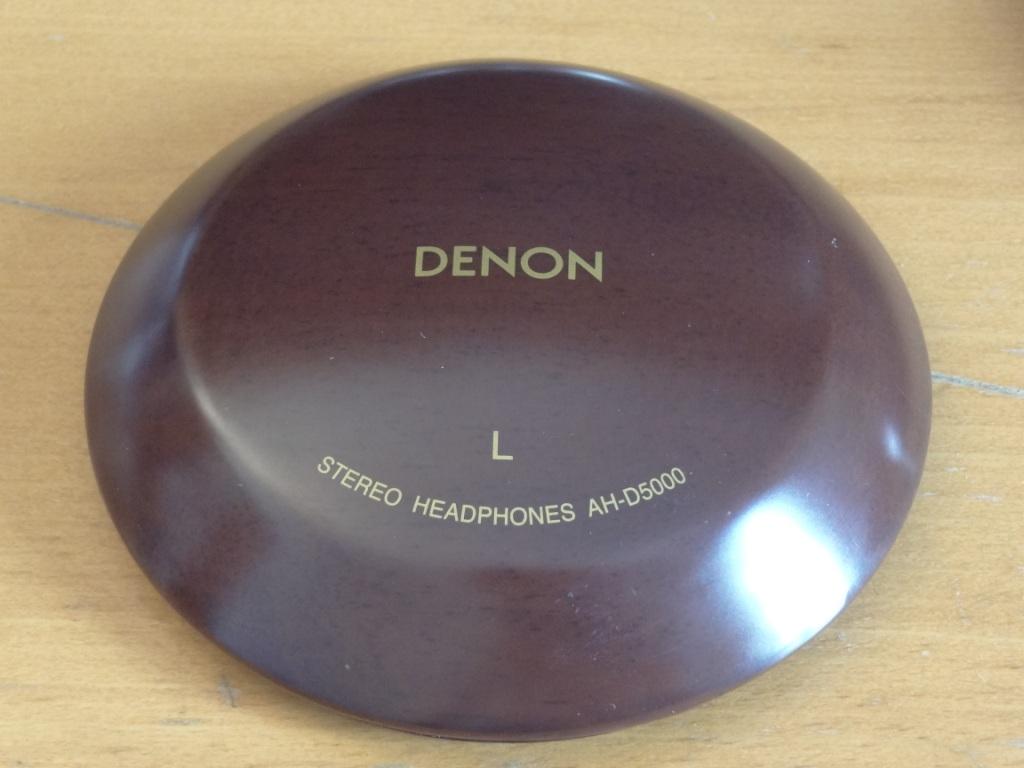 DENON
L
STEREO HEADPHONES AH-D5000